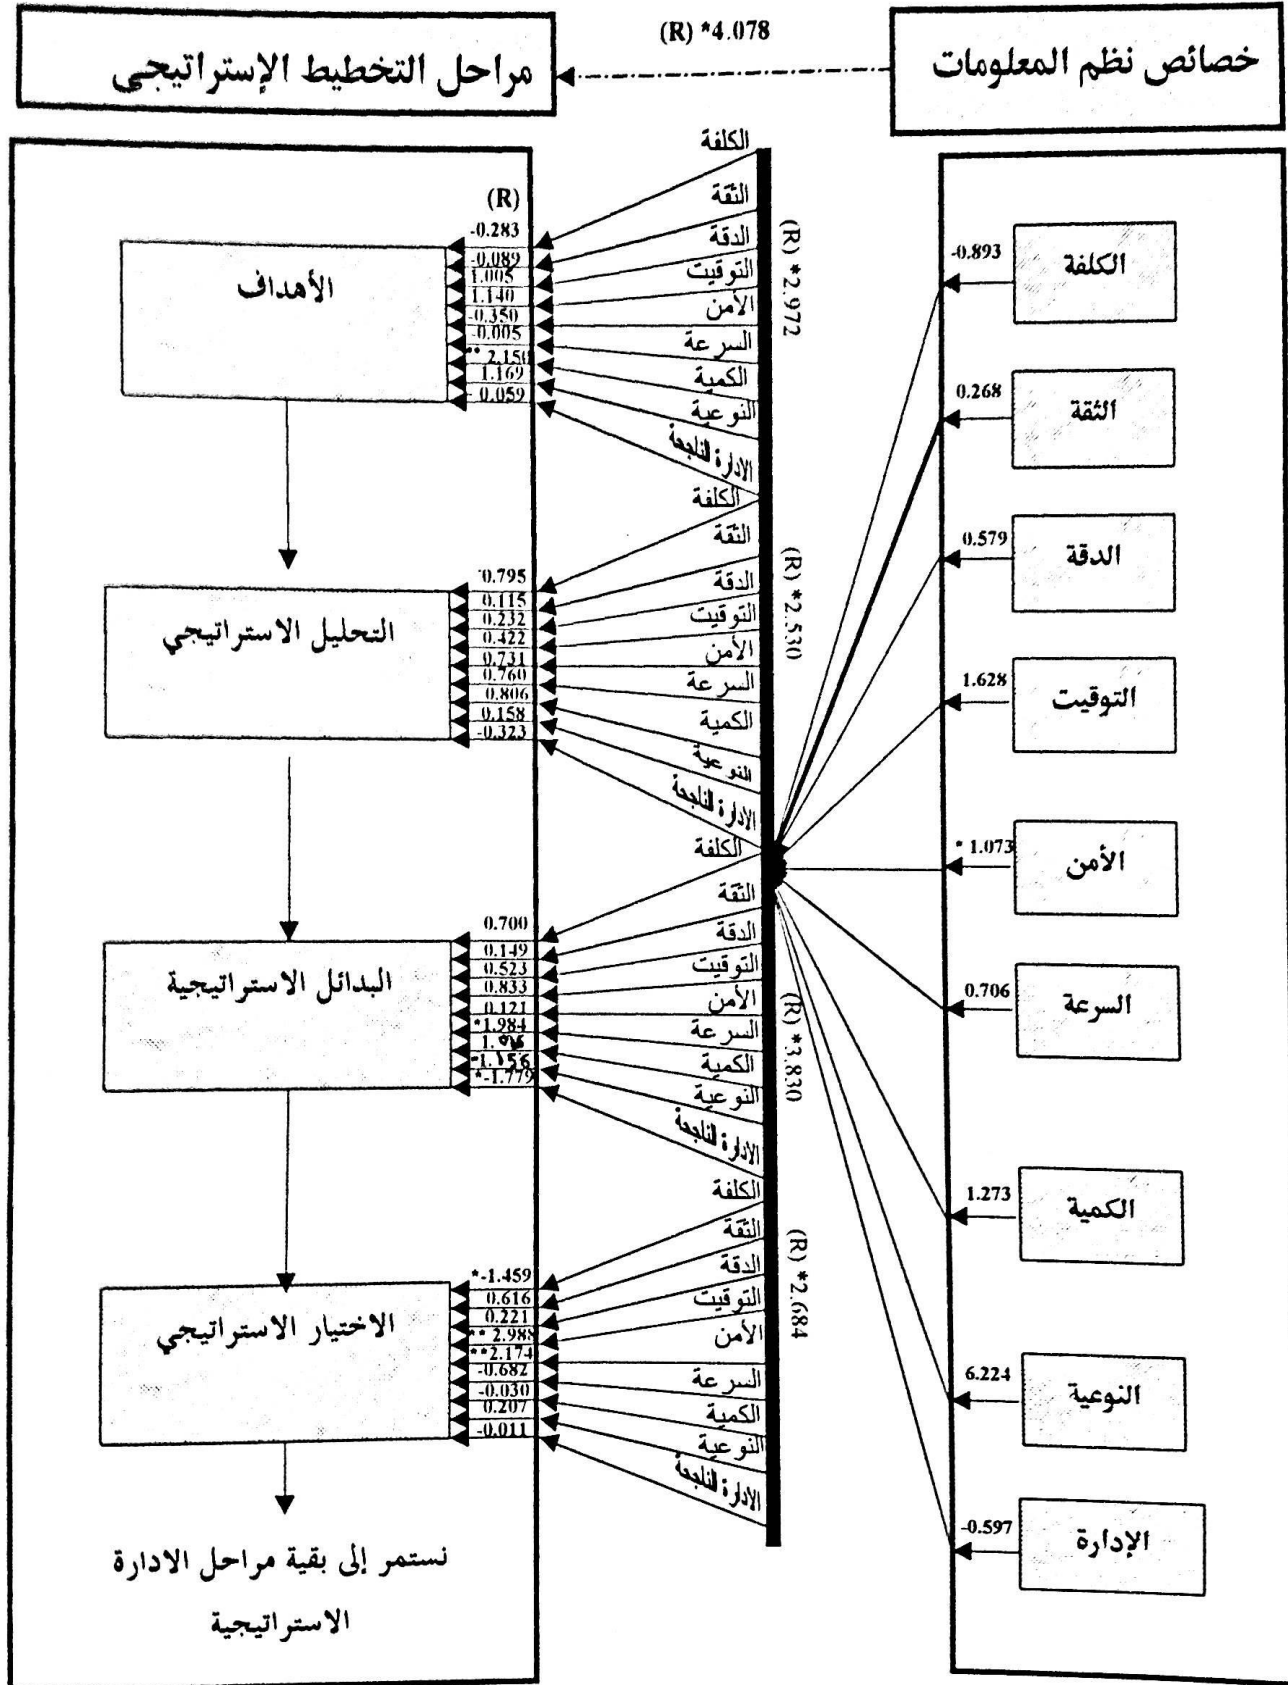 خصائص نظم المعلومات
(R) *4.078
مراحل التخطيط الإستراتيجي
الكلفة
-0.893
الثقة
0.268
الدقة
0.579
التوقيت
1.628
الأمن
* 1.073
السرعة
0.706
الكمية
1.273
النوعية
6.224
الإدارة
-0.597
(R) *2.972
(R) *2.530
(R) *3.830
(R) *2.684
الكلفة
الثقة
الدقة
التوقيت
الأمن
السرعة
الكمية
النوعية
الادارة الناجحة
الكلفة
الثقة
الدقة
التوقيت
الأمن
السرعة
الكمية
النوعية
الادارة الناجحة
الكلفة
الثقة
الدقة
التوقيت
الأمن
السرعة
الكمية
النوعية
الادارة الناجحة
الكلفة
الثقة
الدقة
التوقيت
الأمن
السرعة
الكمية
النوعية
الادارة الناجحة
(R)
-0.283
-0.089
1.005
1.140
-0.350
-0.005
** 2.150
1.169
0.059
الأهداف
0.795
0.115
0.232
0.422
0.731
0.760
0.806
0.158
-0.323
التحليل الاستراتيجي
0.700
0.149
0.523
0.833
0.121
*1.984
*-1.779
البدائل الاستراتيجية
*-1.459
0.616
0.221
** 2.988
**2.174
-0.682
-0.030
0.207
-0.011
الاختيار الاستراتيجي
نستمر إلى بقية مراحل الادارة
الاستراتيجية